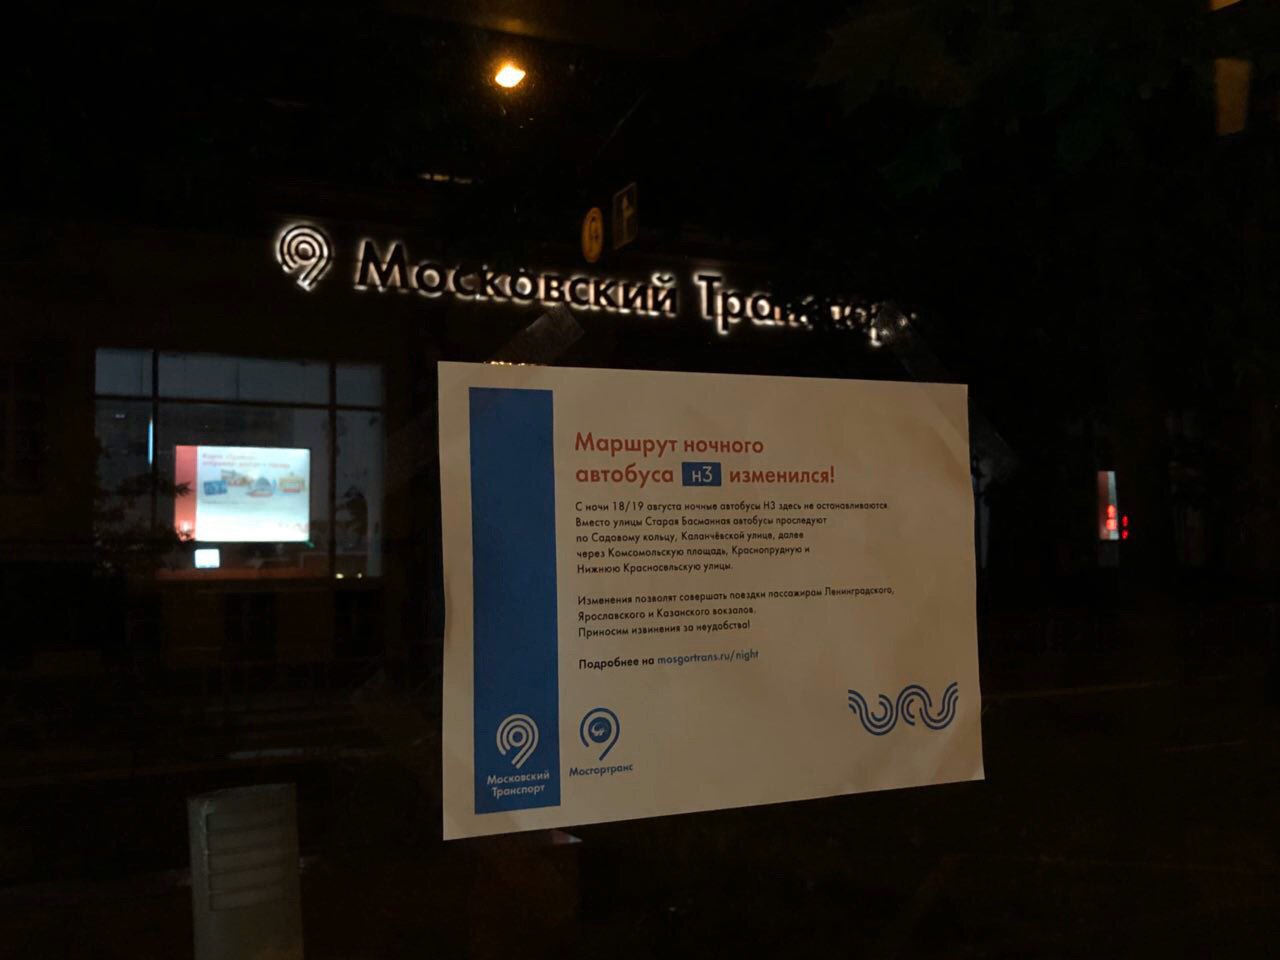 Московский Транспорт
Маршрут ночного
автобуса н3 изменился!
С ночи 18/19 августа ночные автобусы Н3 здесь не останавливаются.
Вместо улицы Старая Басманная автобусы проследуют
по Садовому кольцу, Каланчёвской улице, далее
через Комсомольскую площадь, Краснопрудную и
Нижнюю Красносельскую улицы.
Изменения позволят совершать поездки пассажирам Ленинградского,
Ярославского и Казанского вокзалов.
Приносим извинения за неудобства!
Подробнее на mosgortrans.ru/night
Московский
Транспорт
Мосгортранс